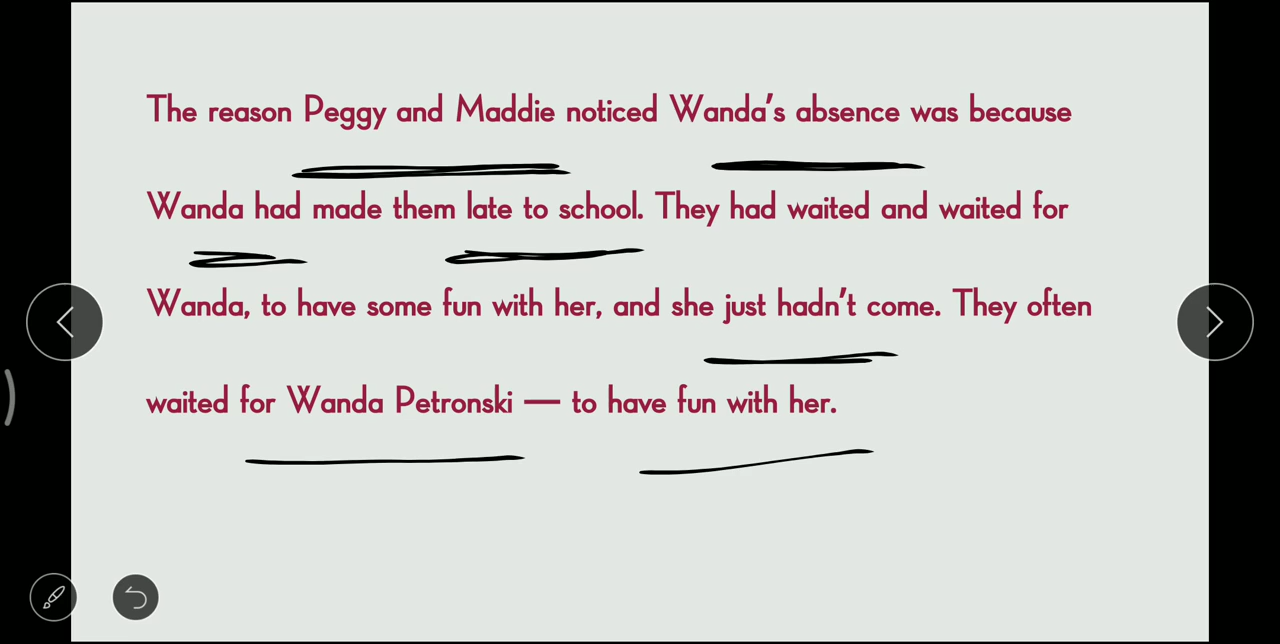 The reason Peggy and Maddie noticed Wanda's absence was because
Wanda had made them late to school. They had waited and waited for
Wanda, to have some fun with her, and she just hadn't come. They often
waited for Wanda Petronski — to have fun with her.